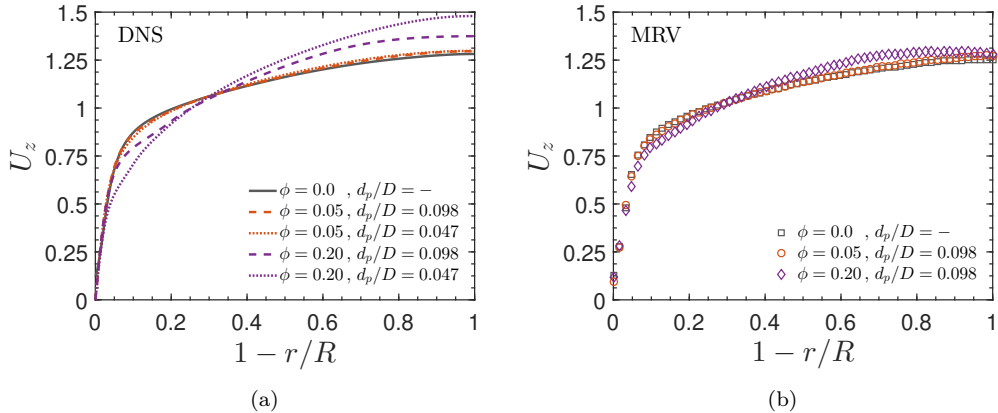 DNS
1.5
1.25
1
0.75
0.5
0.25
0
U_z
ϕ = 0.0 , d_p/D = −
ϕ = 0.05 , d_p/D = 0.098
ϕ = 0.05 , d_p/D = 0.047
ϕ = 0.20 , d_p/D = 0.098
ϕ = 0.20 , d_p/D = 0.047
0 0.2 0.4 0.6 0.8 1
1 − r/R
(a)
MRV
1.5
1.25
1
0.75
0.5
0.25
0
U_z
ϕ = 0.0 , d_p/D = −
ϕ = 0.05 , d_p/D = 0.098
ϕ = 0.20 , d_p/D = 0.098
0 0.2 0.4 0.6 0.8 1
1 − r/R
(b)